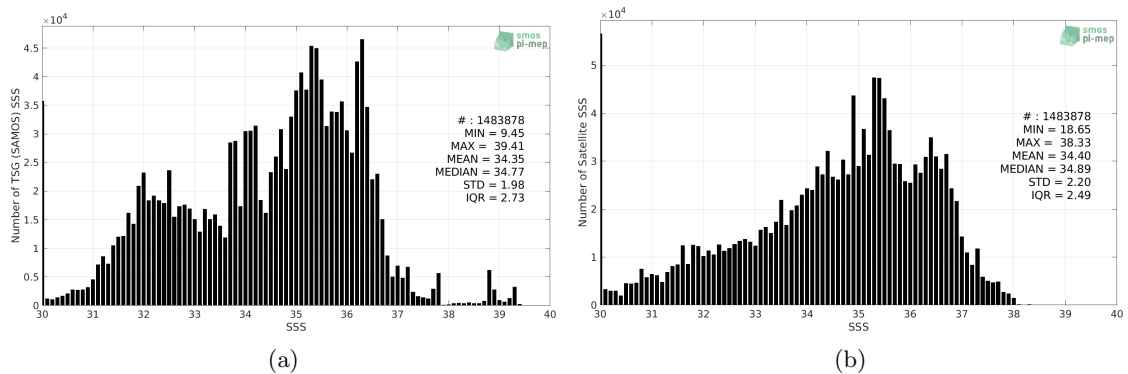 ×10⁴
4.5
4
3.5
3
2.5
2
1.5
1
0.5
0
Number of TSG (SAMOS) SSS
30 31 32 33 34 35 36 37 38 39 40
SSS
smos
pi-mep
# : 1483878
MIN = 9.45
MAX = 39.41
MEAN = 34.35
MEDIAN = 34.77
STD = 1.98
IQR = 2.73
(a)
×10⁴
5
4
3
2
1
0
Number of Satellite SSS
30 31 32 33 34 35 36 37 38 39 40
SSS
smos
pi-mep
# : 1483878
MIN = 18.65
MAX = 38.33
MEAN = 34.40
MEDIAN = 34.89
STD = 2.20
IQR = 2.49
(b)